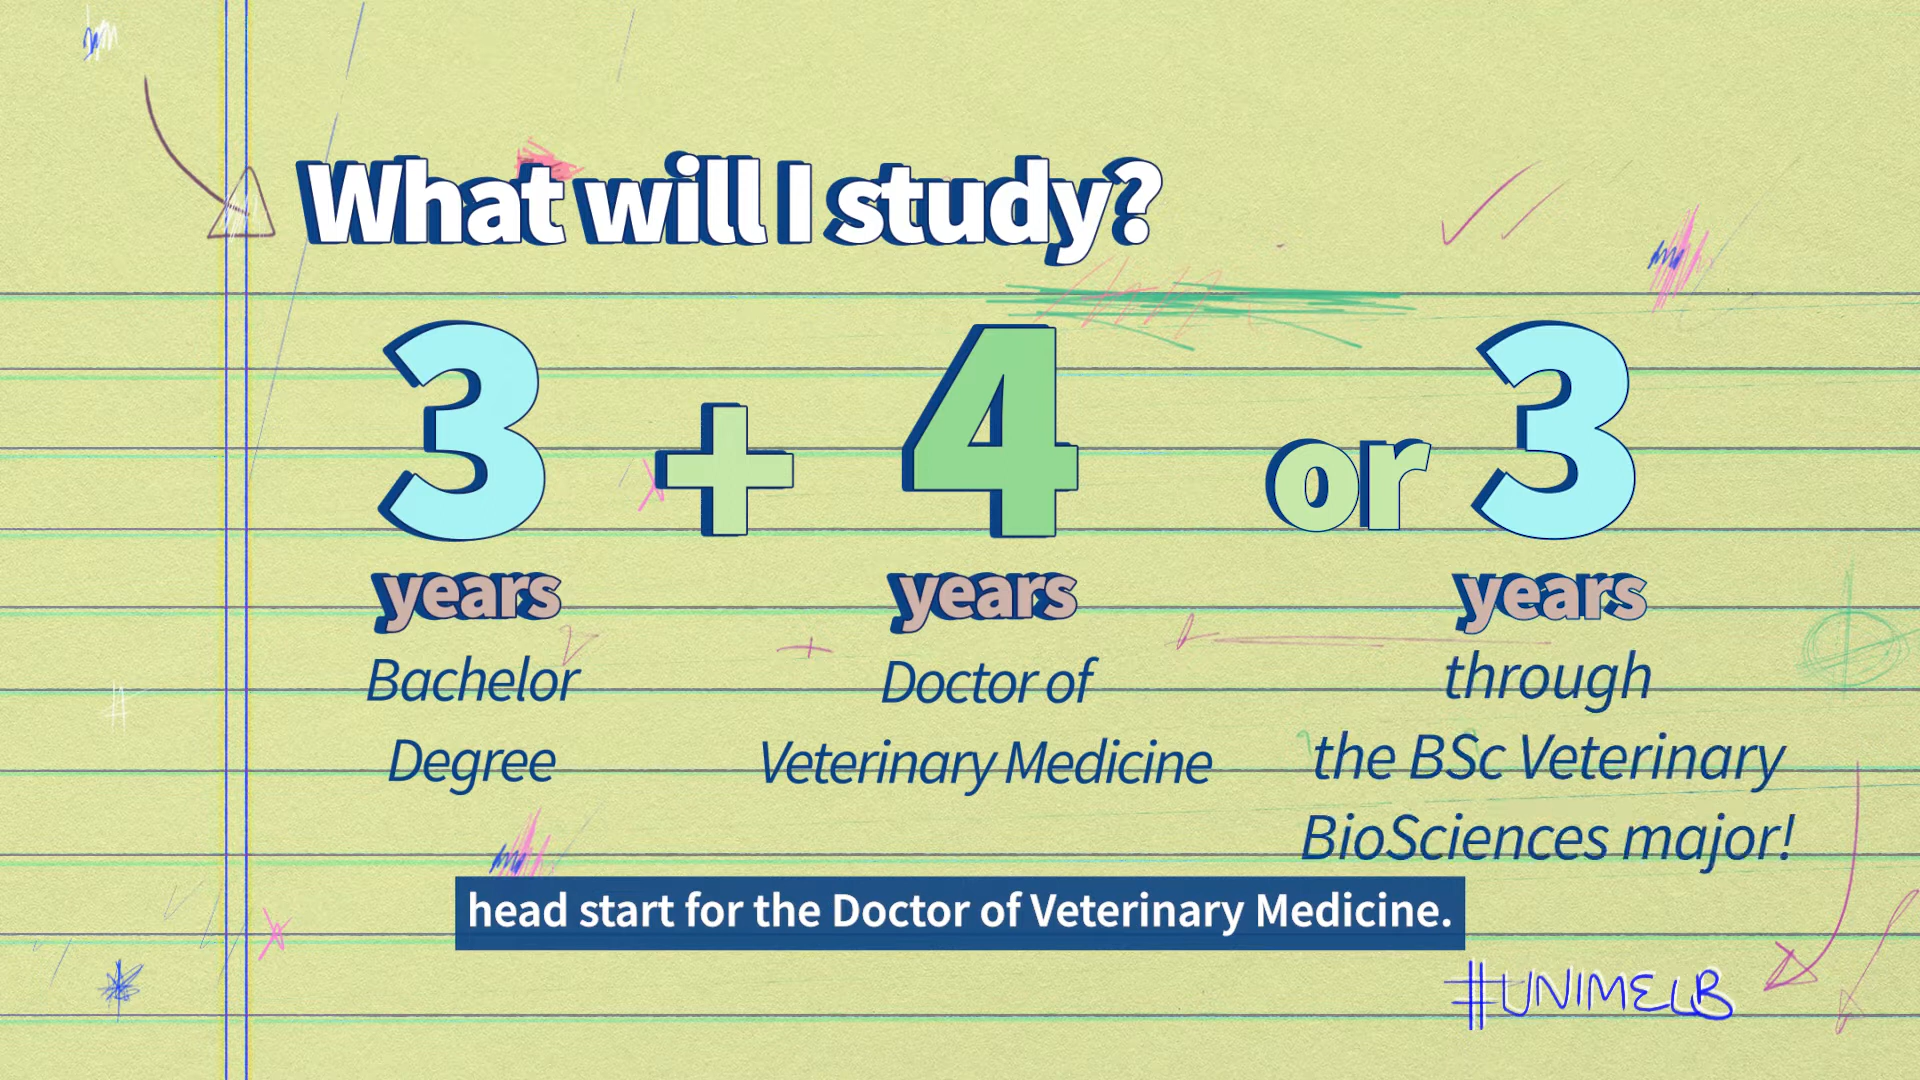 What will I study?
3 + 4 or 3
years years years
Bachelor
Degree
Doctor of
Veterinary Medicine
through
the BSc Veterinary
BioSciences major!
head start for the Doctor of Veterinary Medicine.
#UNIMELB